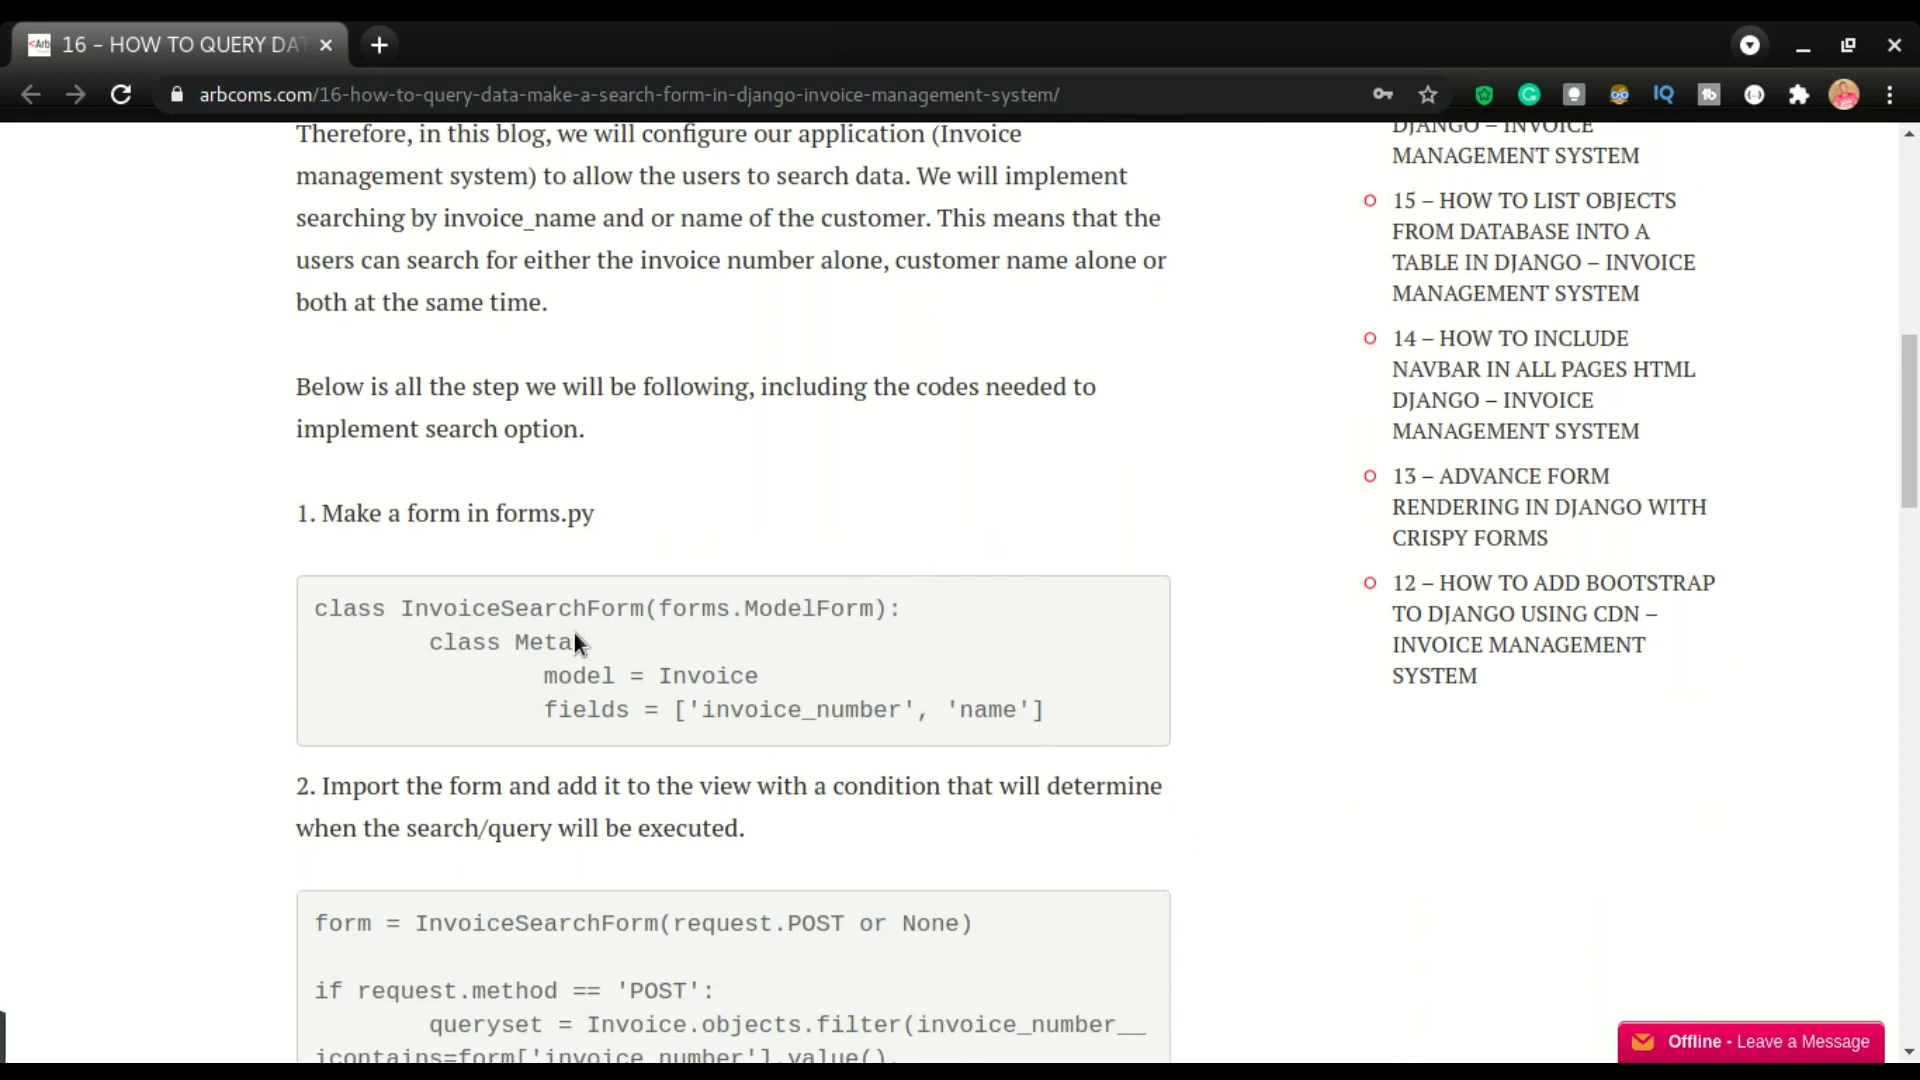 16 – HOW TO QUERY DAT
arbcoms.com/16-how-to-query-data-make-a-search-form-in-django-invoice-management-system/
Therefore, in this blog, we will configure our application (Invoice
management system) to allow the users to search data. We will implement
searching by invoice_name and or name of the customer. This means that the
users can search for either the invoice number alone, customer name alone or
both at the same time.
Below is all the step we will be following, including the codes needed to
implement search option.
1. Make a form in forms.py
class InvoiceSearchForm(forms.ModelForm):
class Meta
model = Invoice
fields = ['invoice_number', 'name']
2. Import the form and add it to the view with a condition that will determine
when the search/query will be executed.
form = InvoiceSearchForm(request.POST or None)
if request.method == 'POST':
queryset = Invoice.objects.filter(invoice_number__
icontains=form['invoice_number'].value(),
DJANGO – INVOICE
MANAGEMENT SYSTEM
15 – HOW TO LIST OBJECTS
FROM DATABASE INTO A
TABLE IN DJANGO – INVOICE
MANAGEMENT SYSTEM
14 – HOW TO INCLUDE
NAVBAR IN ALL PAGES HTML
DJANGO – INVOICE
MANAGEMENT SYSTEM
13 – ADVANCE FORM
RENDERING IN DJANGO WITH
CRISPY FORMS
12 – HOW TO ADD BOOTSTRAP
TO DJANGO USING CDN –
INVOICE MANAGEMENT
SYSTEM
Offline - Leave a Message